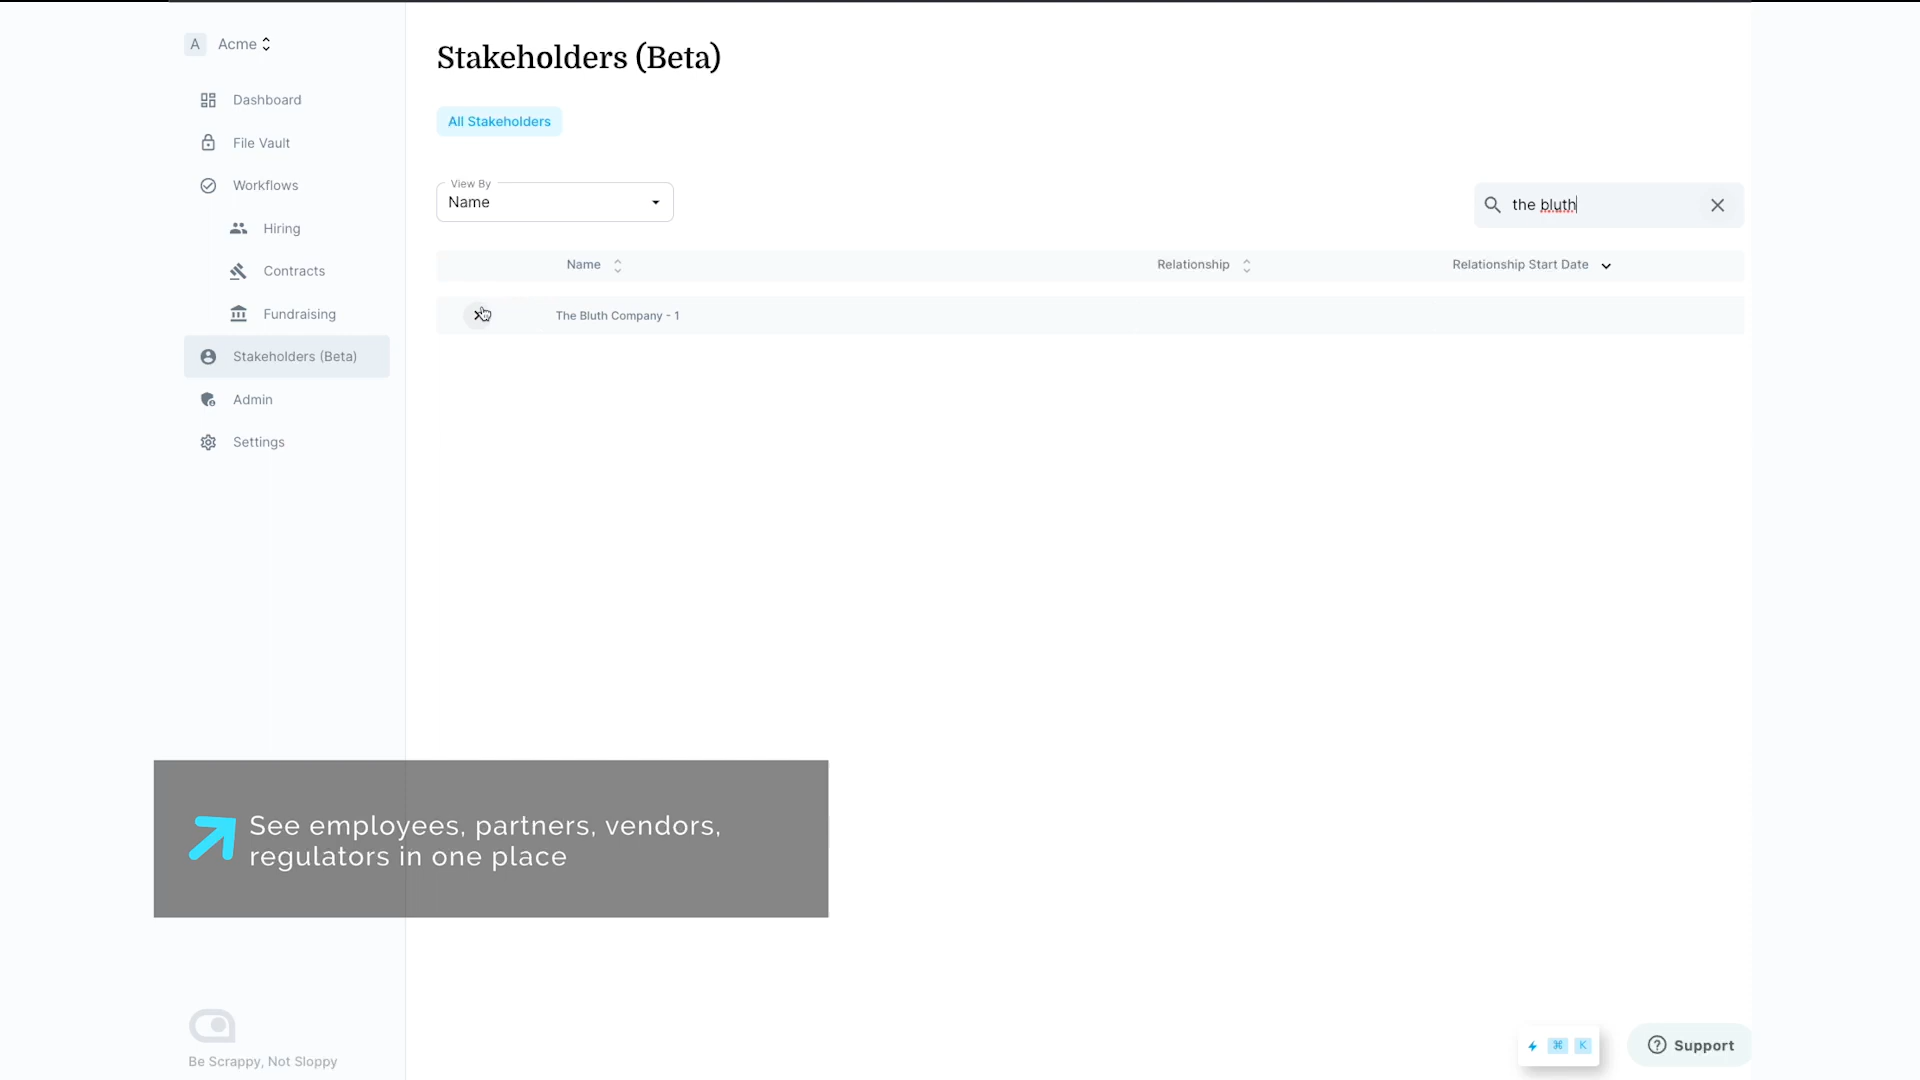 A Acme
Dashboard
File Vault
Workflows
Hiring
Contracts
Fundraising
Stakeholders (Beta)
Admin
Settings
Be Scrappy, Not Sloppy
Stakeholders (Beta)
All Stakeholders
View By
Name
the bluth
Name Relationship Relationship Start Date
The Bluth Company - 1
See employees, partners, vendors,
regulators in one place
⌘ K
Support